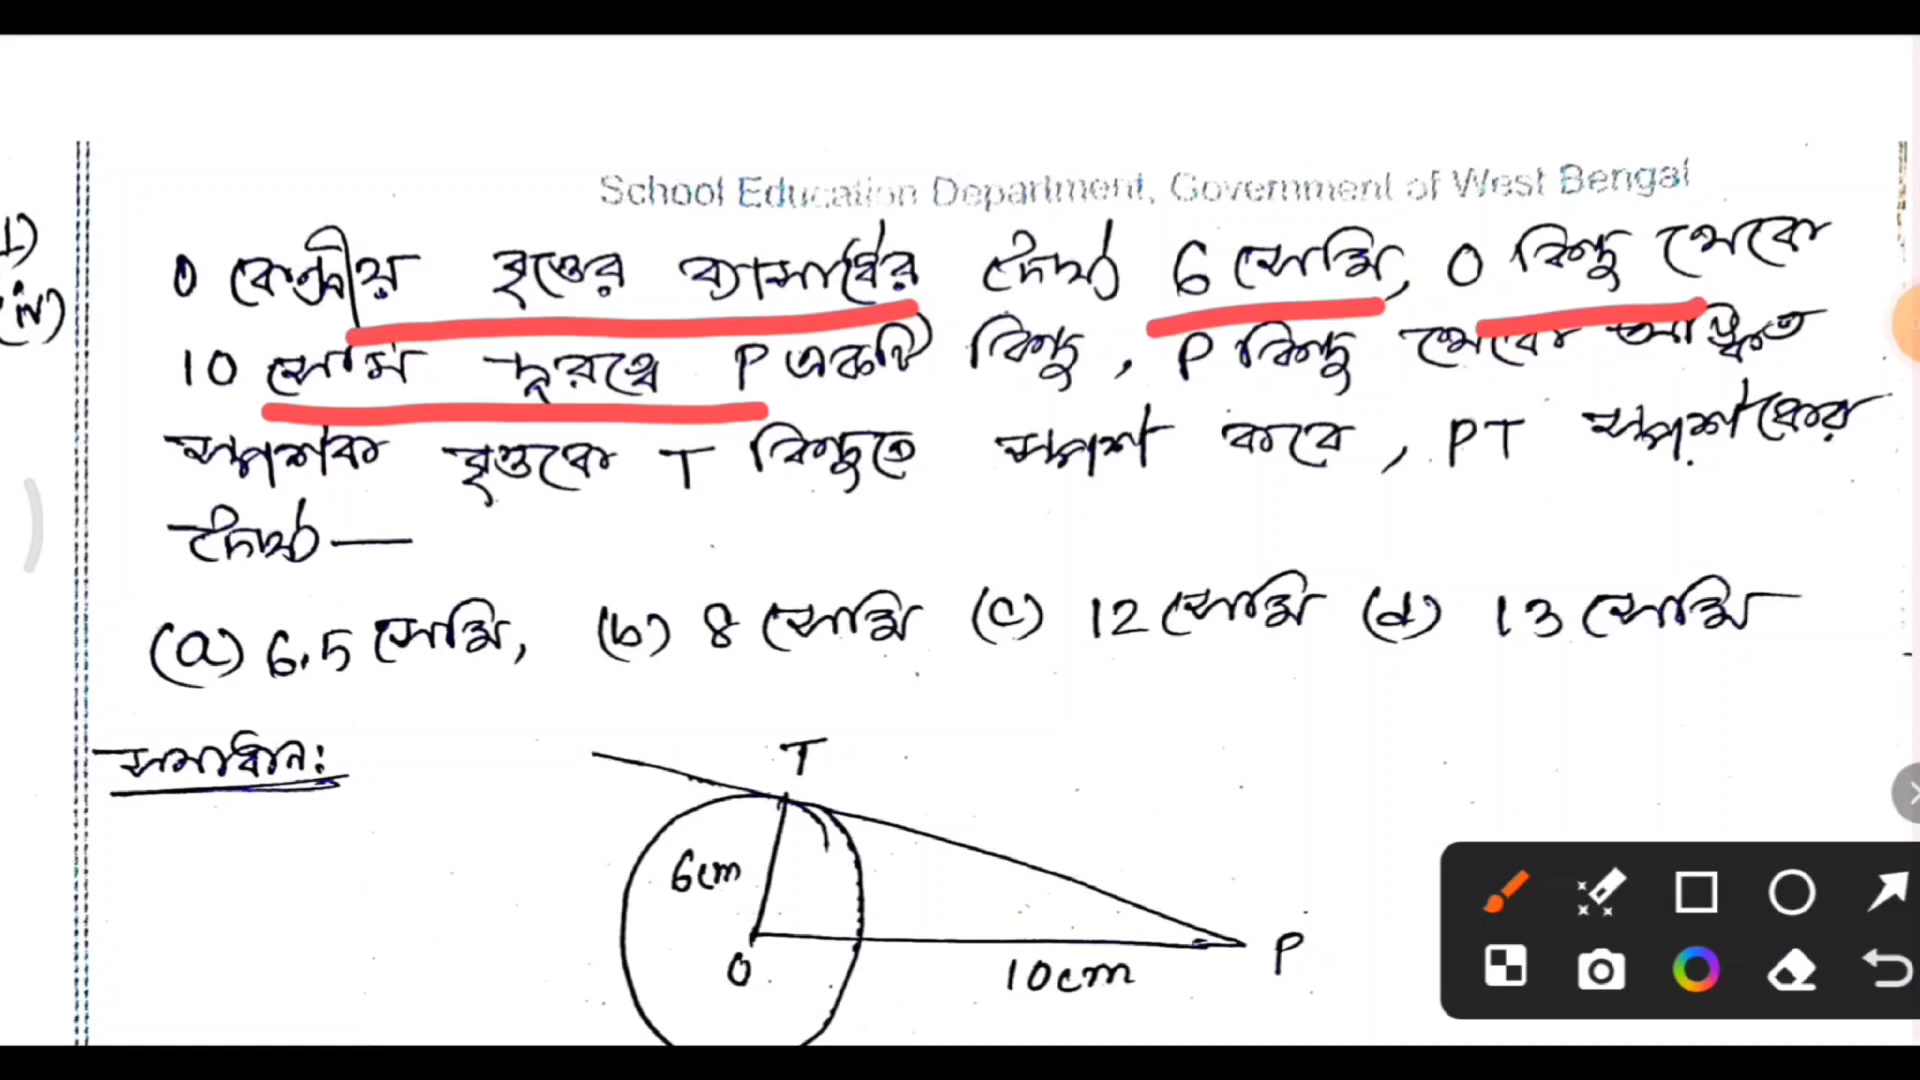 School Education Department, Government of West Bengal
1)
(iv)
O কেন্দ্রীয় বৃত্তের ব্যাসার্ধের দৈর্ঘ্য 6 সেমি, O বিন্দু থেকে
10 সেমি দূরত্বে P একটি বিন্দু, P বিন্দু থেকে অঙ্কিত
স্পর্শক বৃত্তকে T বিন্দুতে স্পর্শ করে, PT স্পর্শকের
দৈর্ঘ্য —
(a) 6.5 সেমি, (b) 8 সেমি (c) 12 সেমি (d) 13 সেমি
সমাধান:
T
6cm
O
10cm
P